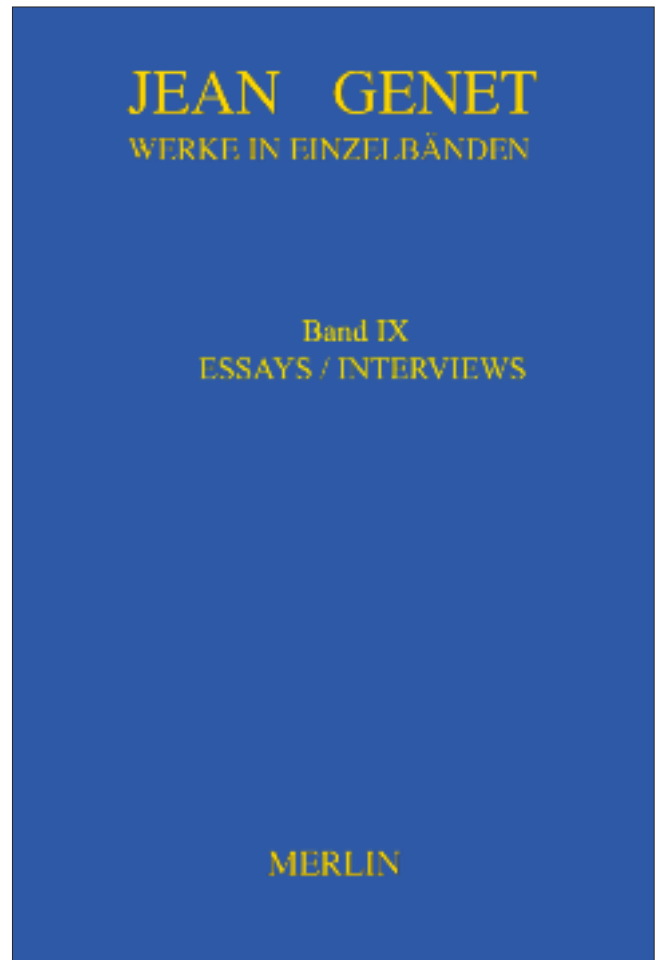 JEAN GENET
WERKE IN EINZELBÄNDEN
Band IX
ESSAYS / INTERVIEWS
MERLIN